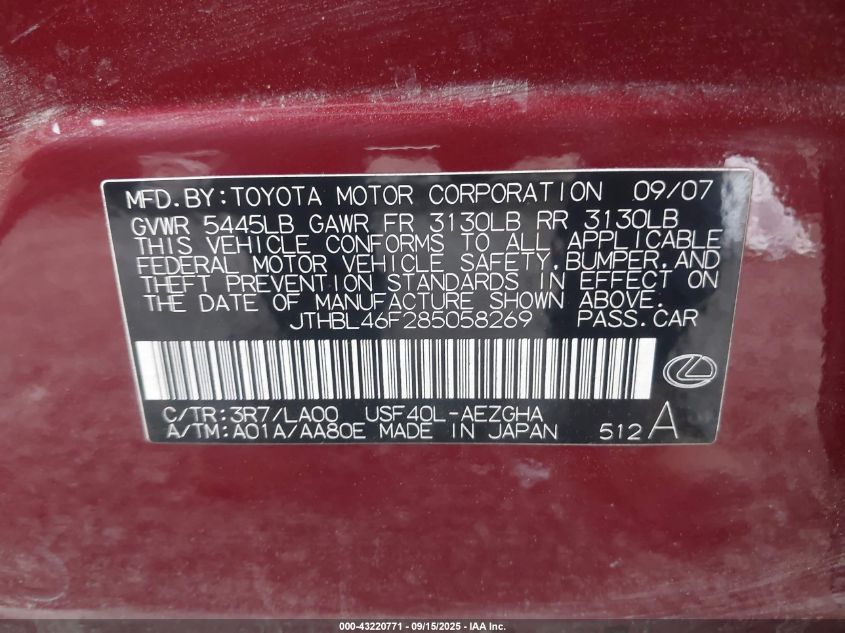 MFD.BY:TOYOTA MOTOR CORPORATION 09/07
GVWR 5445LB GAWR FR 3130LB RR 3130LB
THIS VEHICLE CONFORMS TO ALL APPLICABLE
FEDERAL MOTOR VEHICLE SAFETY,BUMPER,AND
THEFT PREVENTION STANDARDS IN EFFECT ON
THE DATE OF MANUFACTURE SHOWN ABOVE.
JTHBL46F285058269 PASS.CAR
C/TR:3R7/LA00 USF40L-AEZGHA
A/TM:A01A/AA80E MADE IN JAPAN 512 A
000-43220771 - 09/15/2025 - IAA Inc.